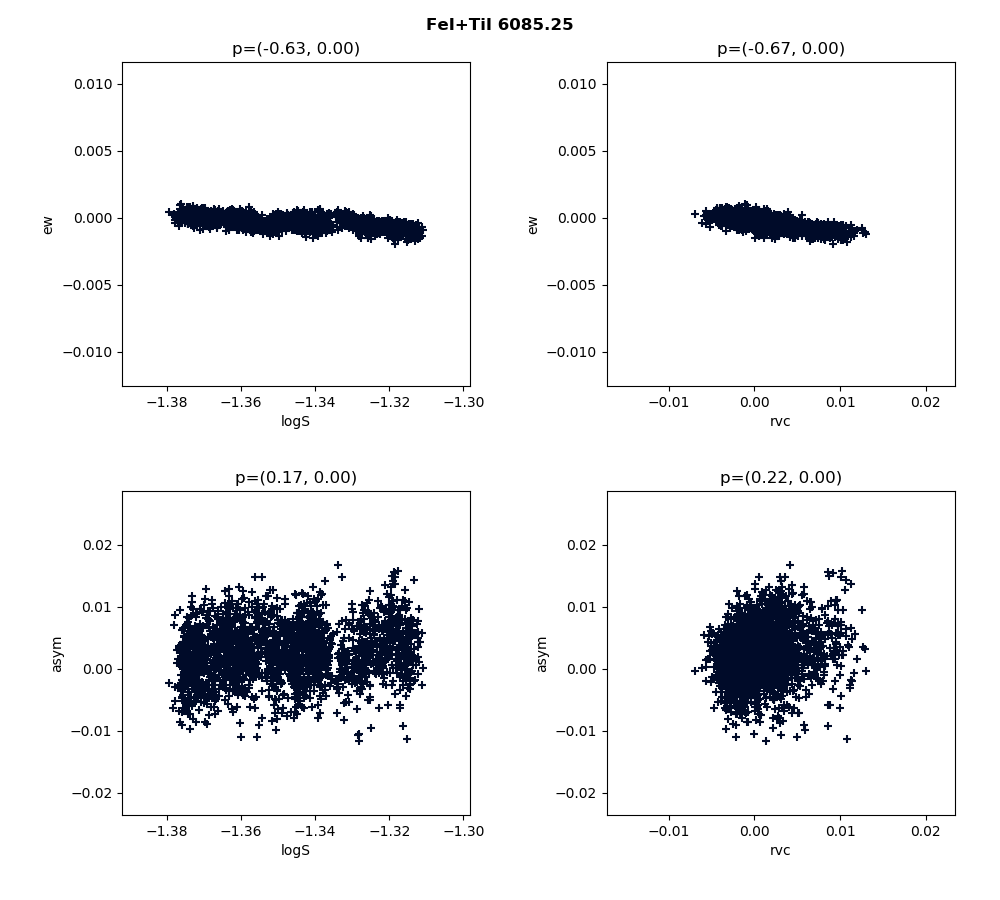 FeI+TiI 6085.25
p=(-0.63, 0.00)
0.010
0.005
0.000
−0.005
−0.010
ew
−1.38 −1.36 −1.34 −1.32 −1.30
logS
p=(-0.67, 0.00)
0.010
0.005
0.000
−0.005
−0.010
ew
−0.01 0.00 0.01 0.02
rvc
p=(0.17, 0.00)
0.02
0.01
0.00
−0.01
−0.02
asym
−1.38 −1.36 −1.34 −1.32 −1.30
logS
p=(0.22, 0.00)
0.02
0.01
0.00
−0.01
−0.02
asym
−0.01 0.00 0.01 0.02
rvc